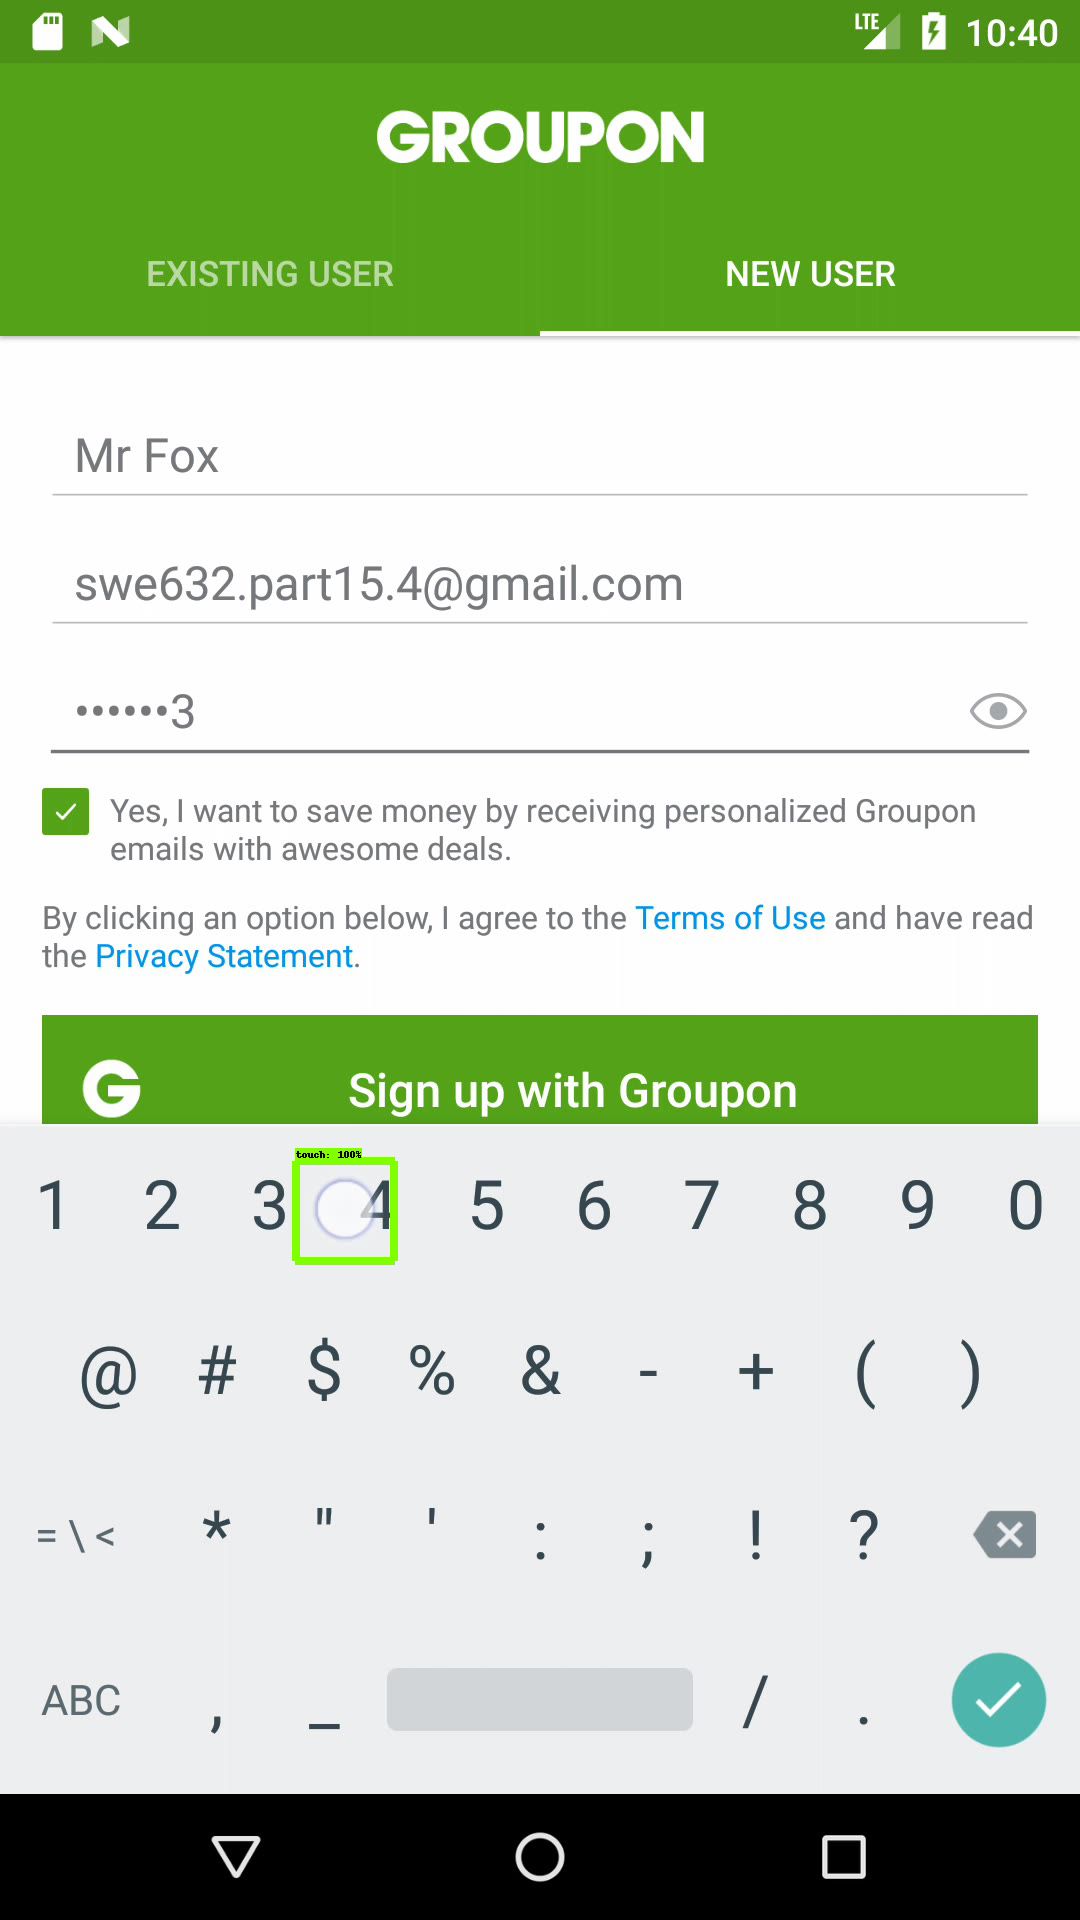 LTE 10:40
GROUPON
EXISTING USER NEW USER
Mr Fox
swe632.part15.4@gmail.com
••••••3
Yes, I want to save money by receiving personalized Groupon
emails with awesome deals.
By clicking an option below, I agree to the Terms of Use and have read
the Privacy Statement.
G Sign up with Groupon
touch: 100%
1 2 3 4 5 6 7 8 9 0
@ # $ % & - + ( )
= \ < * " ' : ; ! ?
ABC , _ / .